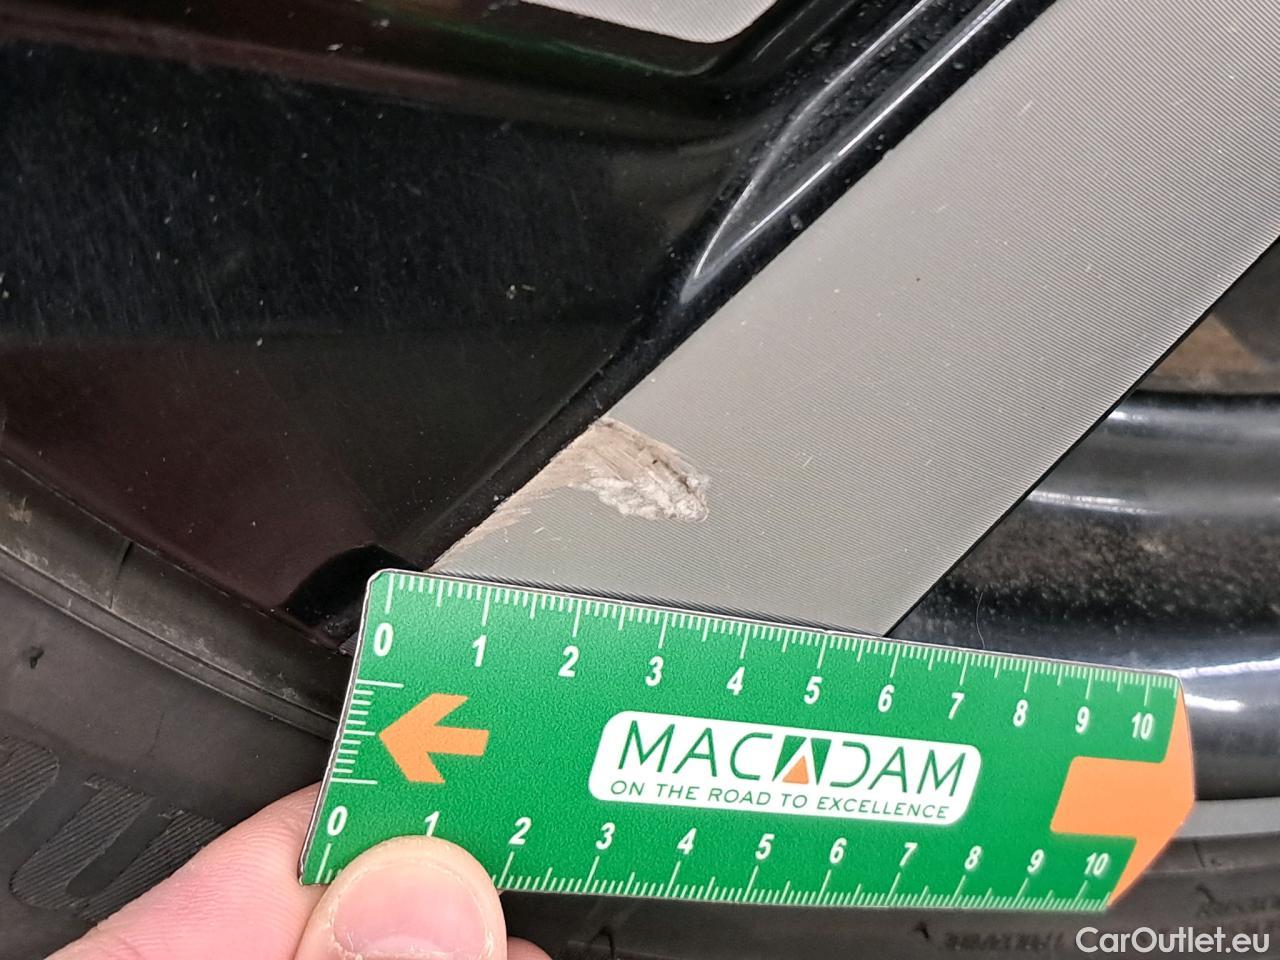 0 1 2 3 4 5 6 7 8 9 10
MACADAM
ON THE ROAD TO EXCELLENCE
0 1 2 3 4 5 6 7 8 9 10
CarOutlet.eu